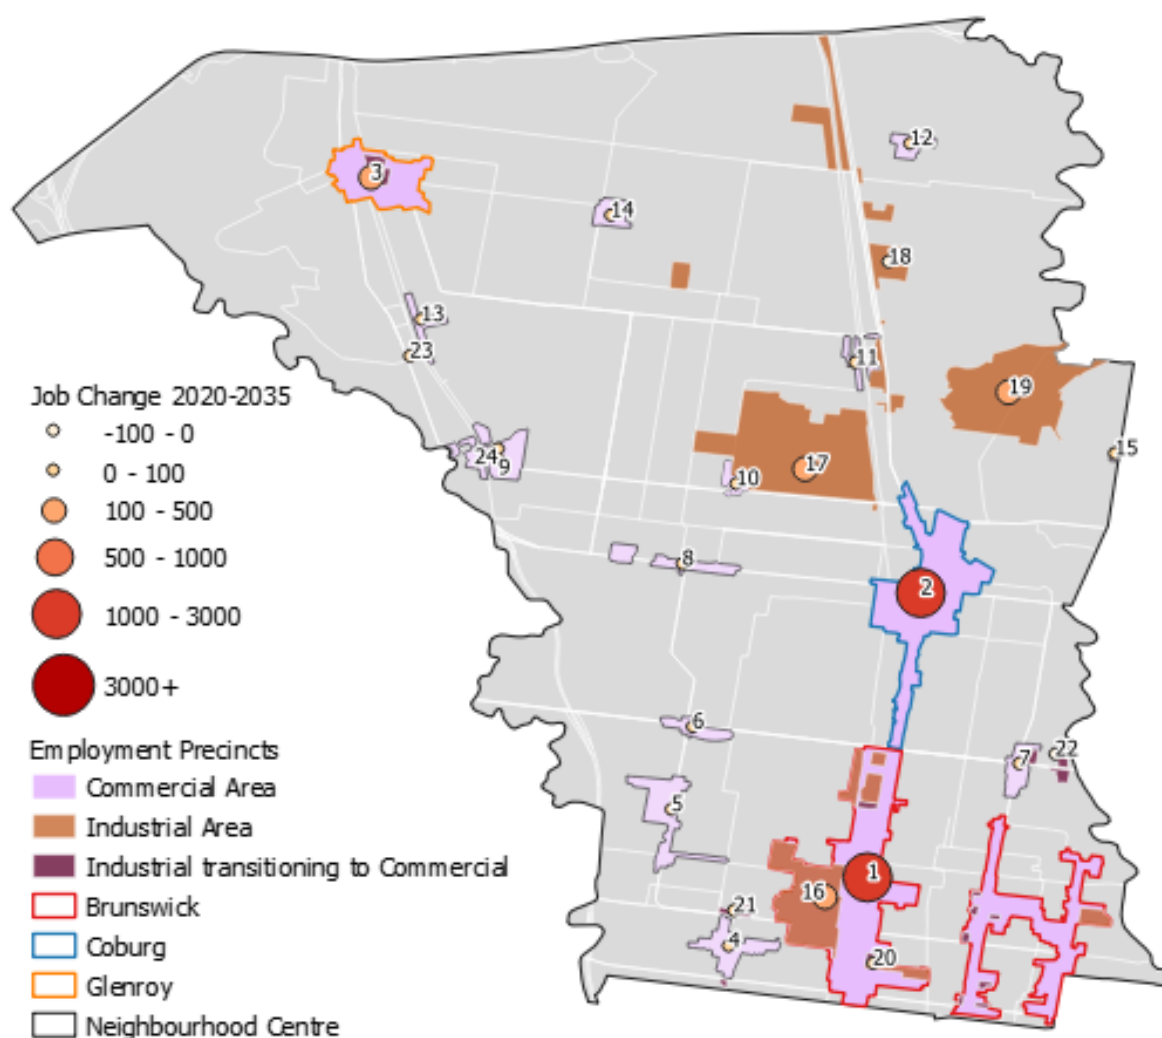 12
3
14
18
13
11
23
19
Job Change 2020-2035
-100 - 0
0 - 100
100 - 500
500 - 1000
1000 - 3000
3000+
15
24
9
17
10
8
2
6
22
7
5
1
16
21
4
20
Employment Precincts
Commercial Area
Industrial Area
Industrial transitioning to Commercial
Brunswick
Coburg
Glenroy
Neighbourhood Centre